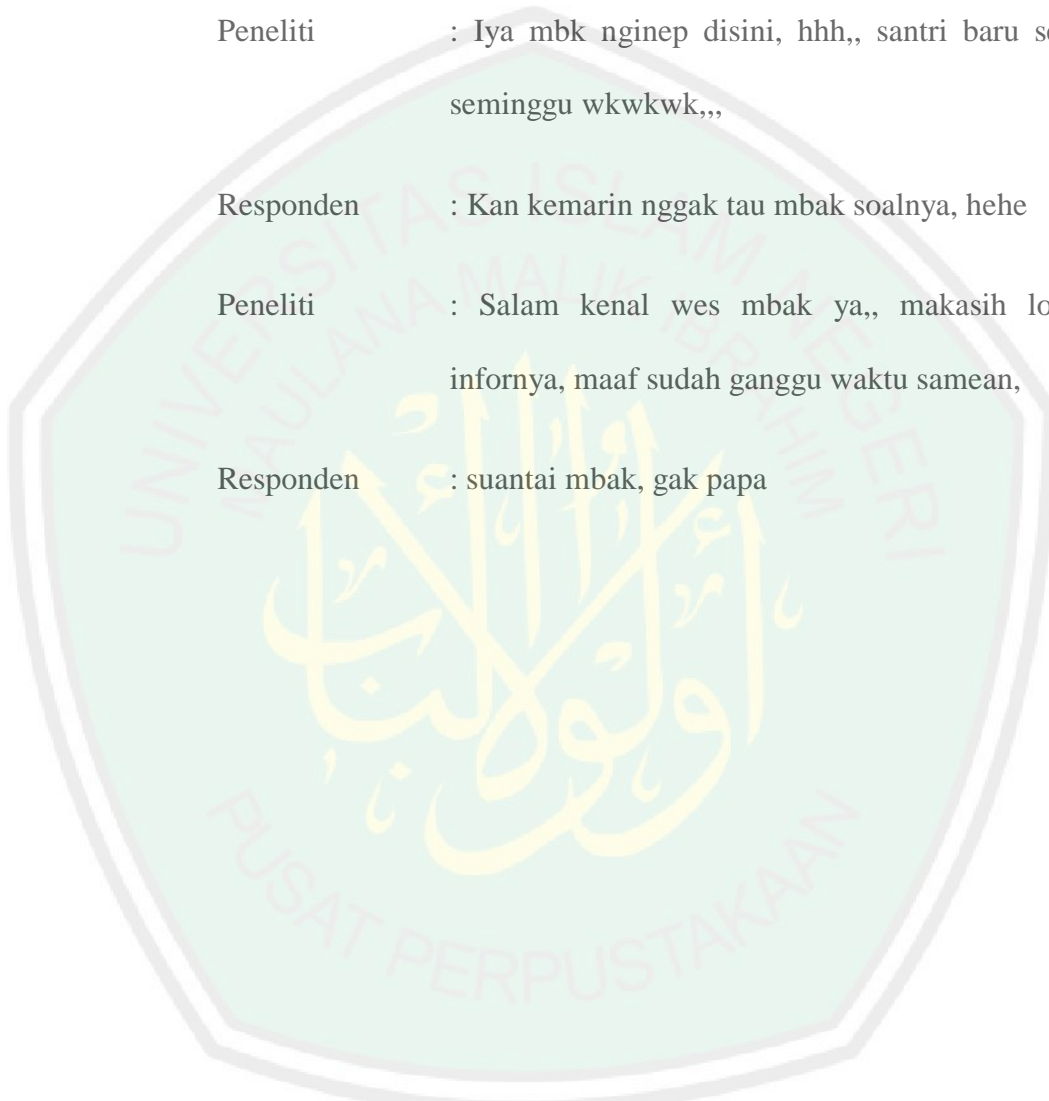 Peneliti : Iya mbk nginep disini, hhh,, santri baru
seminggu wkwkwk,,,
Responden : Kan kemarin nggak tau mbak soalnya, hehe
Peneliti : Salam kenal wes mbak ya,, makasih
infornya, maaf sudah ganggu waktu samean,
Responden : suantai mbak, gak papa
UNIVERSITAS ISLAM NEGERI
MAULANA MALIK IBRAHIM
أولوا الألباب
PUSAT PERPUSTAKAAN